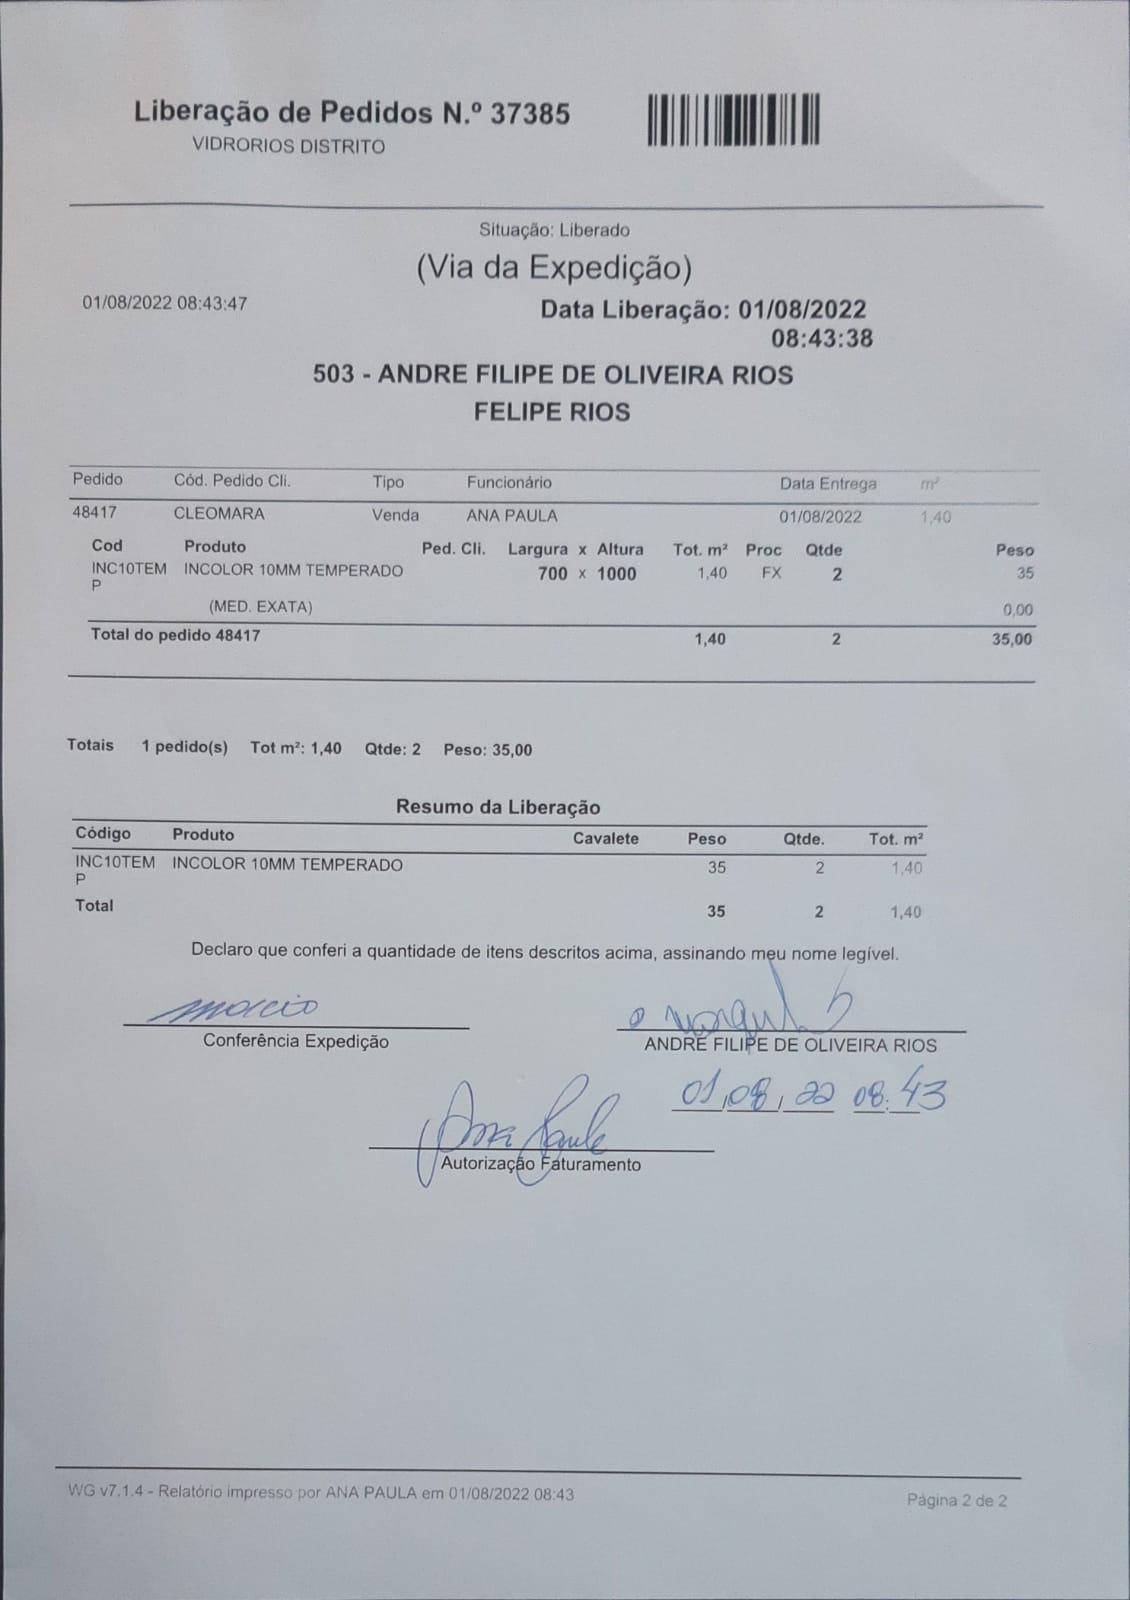 Liberação de Pedidos N.º 37385
VIDRORIOS DISTRITO
Situação: Liberado
(Via da Expedição)
01/08/2022 08:43:47
Data Liberação: 01/08/2022
08:43:38
503 - ANDRE FILIPE DE OLIVEIRA RIOS
FELIPE RIOS
Pedido Cód. Pedido Cli. Tipo Funcionário Data Entrega m²
48417 CLEOMARA Venda ANA PAULA 01/08/2022 1,40
Cod Produto Ped. Cli. Largura x Altura Tot. m² Proc Qtde Peso
INC10TEM INCOLOR 10MM TEMPERADO 700 x 1000 1,40 FX 2 35
P
(MED. EXATA) 0,00
Total do pedido 48417 1,40 2 35,00
Totais 1 pedido(s) Tot m²: 1,40 Qtde: 2 Peso: 35,00
Resumo da Liberação
Código Produto Cavalete Peso Qtde. Tot. m²
INC10TEM INCOLOR 10MM TEMPERADO 35 2 1,40
P
Total 35 2 1,40
Declaro que conferi a quantidade de itens descritos acima, assinando meu nome legível.
marcio
Conferência Expedição
ANDRE FILIPE DE OLIVEIRA RIOS
01/08/22 08:43
Ana Paula
Autorização Faturamento
WG v7.1.4 - Relatório impresso por ANA PAULA em 01/08/2022 08:43
Página 2 de 2